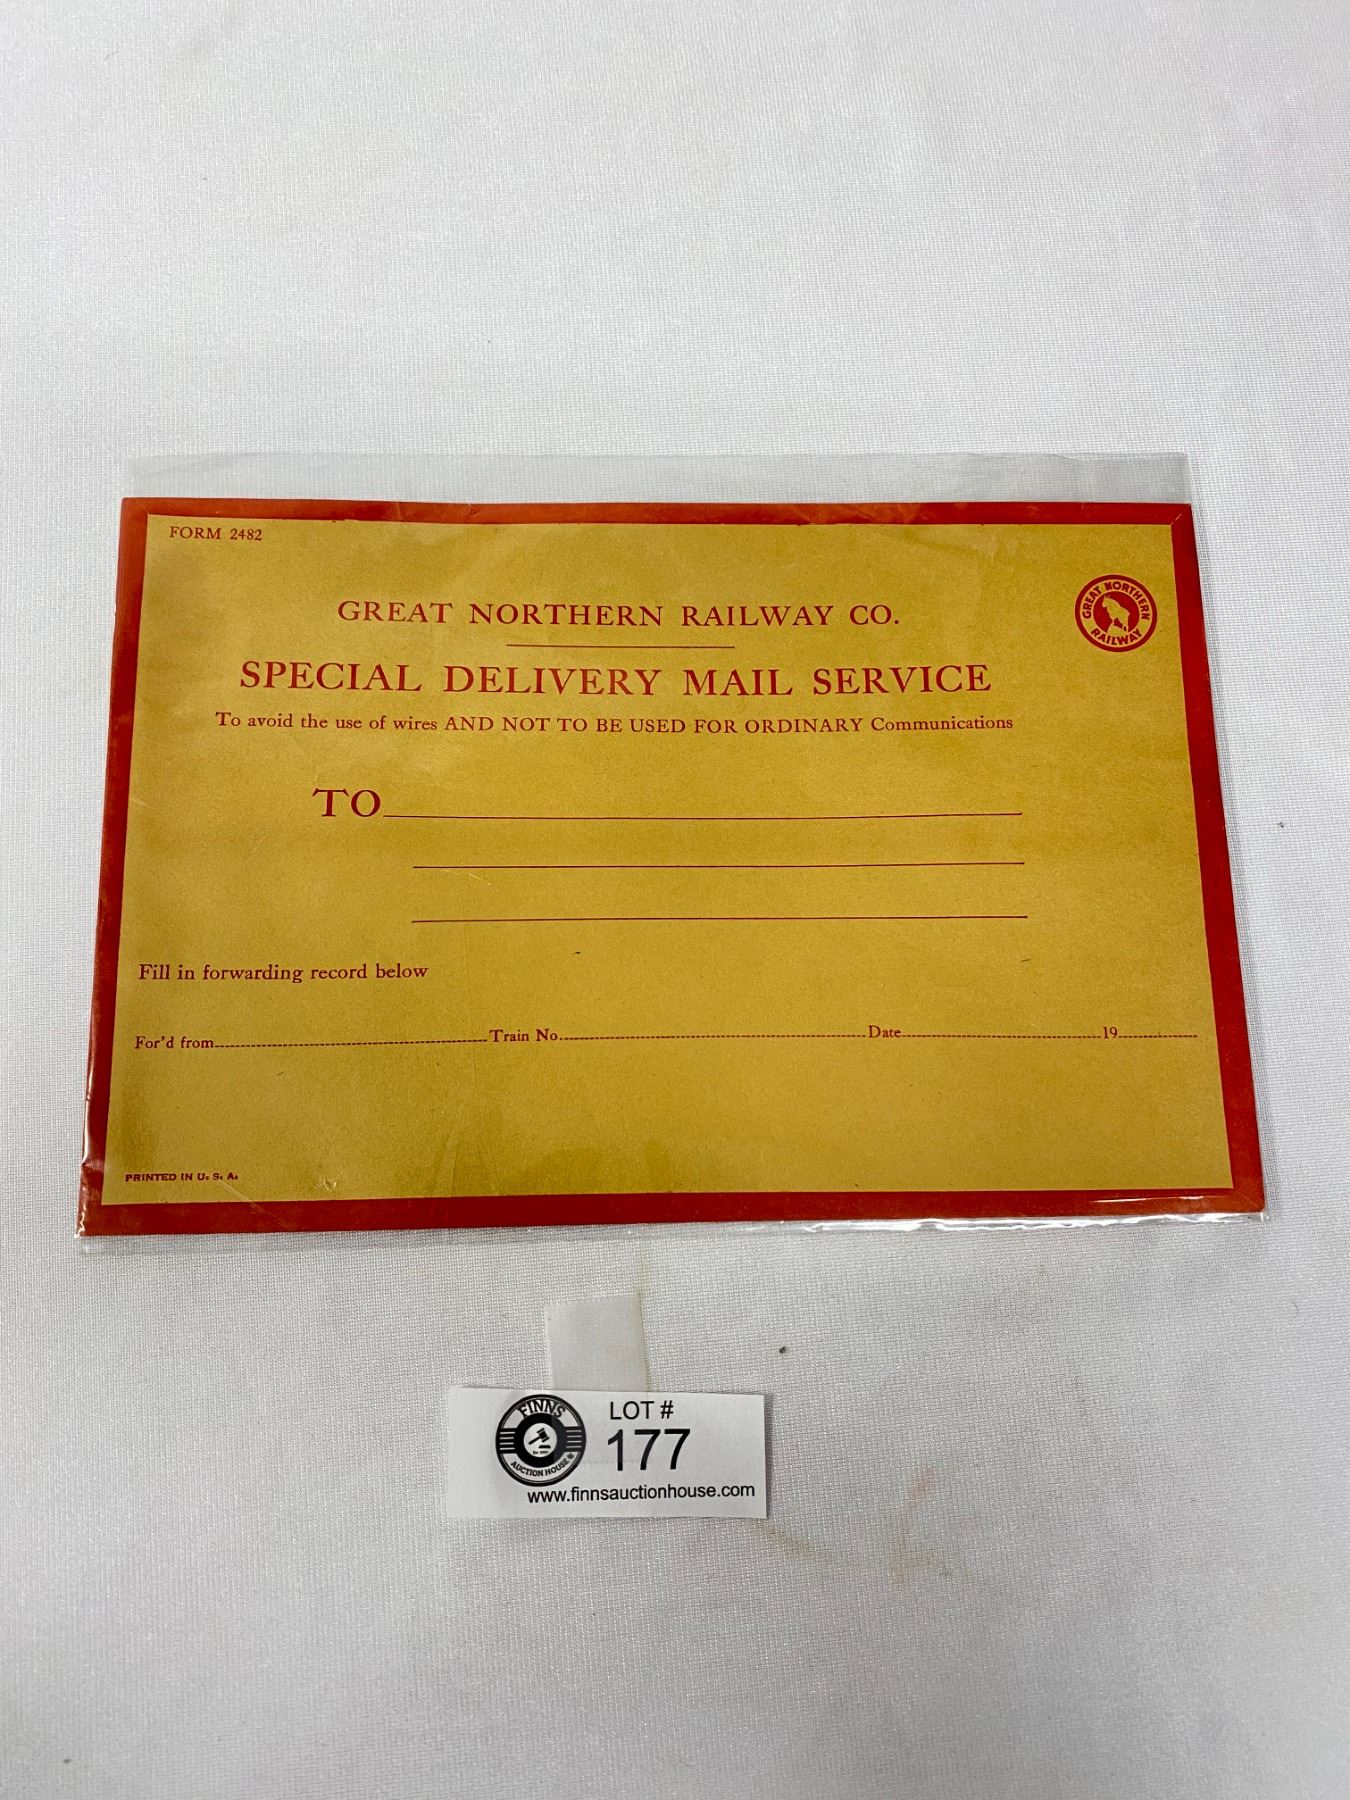 FORM 2482
GREAT NORTHERN RAILWAY CO.
GREAT NORTHERN
RAILWAY
SPECIAL DELIVERY MAIL SERVICE
To avoid the use of wires AND NOT TO BE USED FOR ORDINARY Communications
TO
Fill in forwarding record below
For'd from Train No. Date 19
PRINTED IN U. S. A.
FINNS
AUCTION HOUSE
LOT #
177
www.finnsauctionhouse.com